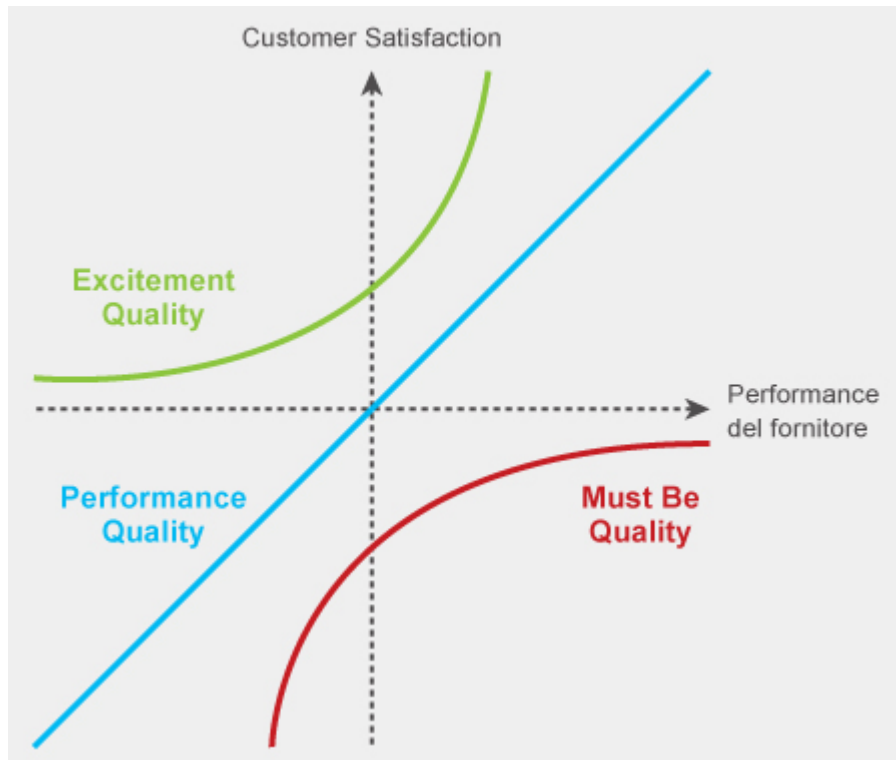 Customer Satisfaction
Excitement
Quality
Performance
del fornitore
Performance
Quality
Must Be
Quality